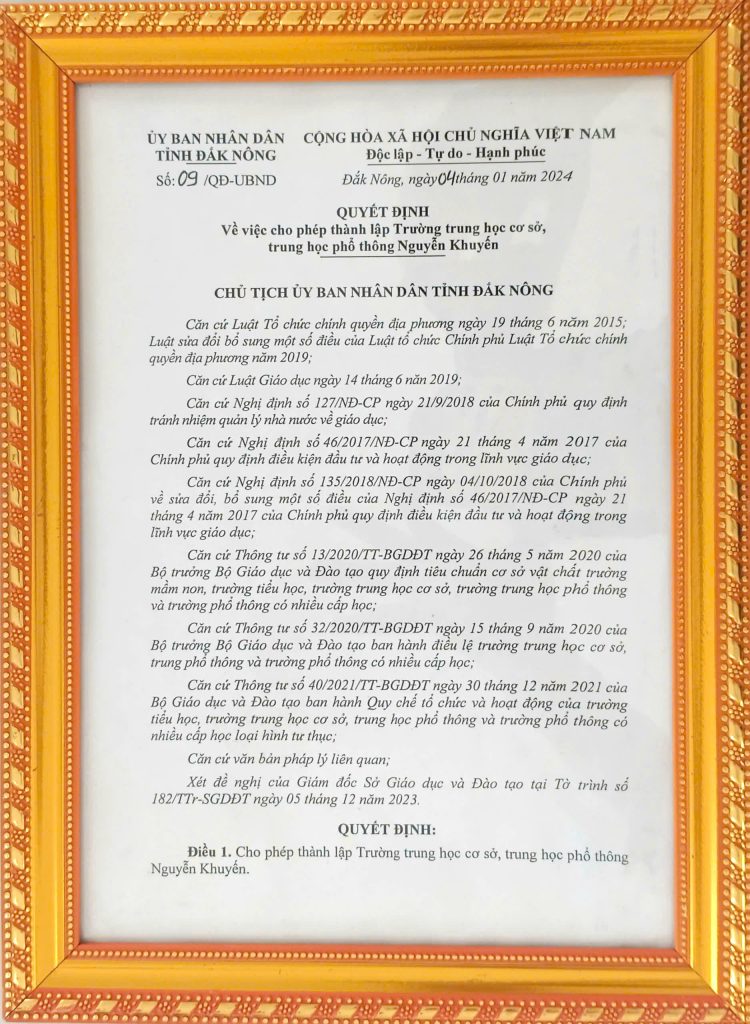 ỦY BAN NHÂN DÂN
TỈNH ĐẮK NÔNG
Số: 09 /QĐ-UBND
CỘNG HÒA XÃ HỘI CHỦ NGHĨA VIỆT NAM
Độc lập - Tự do - Hạnh phúc
Đắk Nông, ngày 04 tháng 01 năm 2024
QUYẾT ĐỊNH
Về việc cho phép thành lập Trường trung học cơ sở,
trung học phổ thông Nguyễn Khuyến
CHỦ TỊCH ỦY BAN NHÂN DÂN TỈNH ĐẮK NÔNG
Căn cứ Luật Tổ chức chính quyền địa phương ngày 19 tháng 6 năm 2015;
Luật sửa đổi bổ sung một số điều của Luật tổ chức Chính phủ Luật Tổ chức chính
quyền địa phương năm 2019;
Căn cứ Luật Giáo dục ngày 14 tháng 6 năm 2019;
Căn cứ Nghị định số 127/NĐ-CP ngày 21/9/2018 của Chính phủ quy định
tránh nhiệm quản lý nhà nước về giáo dục;
Căn cứ Nghị định số 46/2017/NĐ-CP ngày 21 tháng 4 năm 2017 của
Chính phủ quy định điều kiện đầu tư và hoạt động trong lĩnh vực giáo dục;
Căn cứ Nghị định số 135/2018/NĐ-CP ngày 04/10/2018 của Chính phủ
về sửa đổi, bổ sung một số điều của Nghị định số 46/2017/NĐ-CP ngày 21
tháng 4 năm 2017 của Chính phủ quy định điều kiện đầu tư và hoạt động trong
lĩnh vực giáo dục;
Căn cứ Thông tư số 13/2020/TT-BGDĐT ngày 26 tháng 5 năm 2020 của
Bộ trưởng Bộ Giáo dục và Đào tạo quy định tiêu chuẩn cơ sở vật chất trường
mầm non, trường tiểu học, trường trung học cơ sở, trường trung học phổ thông
và trường phổ thông có nhiều cấp học;
Căn cứ Thông tư số 32/2020/TT-BGDĐT ngày 15 tháng 9 năm 2020 của
Bộ trưởng Bộ Giáo dục và Đào tạo ban hành điều lệ trường trung học cơ sở,
trung phổ thông và trường phổ thông có nhiều cấp học;
Căn cứ Thông tư số 40/2021/TT-BGDĐT ngày 30 tháng 12 năm 2021 của
Bộ Giáo dục và Đào tạo ban hành Quy chế tổ chức và hoạt động của trường
tiểu học, trường trung học cơ sở, trung học phổ thông và trường phổ thông có
nhiều cấp học loại hình tư thục;
Căn cứ văn bản pháp lý liên quan;
Xét đề nghị của Giám đốc Sở Giáo dục và Đào tạo tại Tờ trình số
182/TTr-SGDĐT ngày 05 tháng 12 năm 2023.
QUYẾT ĐỊNH:
Điều 1. Cho phép thành lập Trường trung học cơ sở, trung học phổ thông
Nguyễn Khuyến.